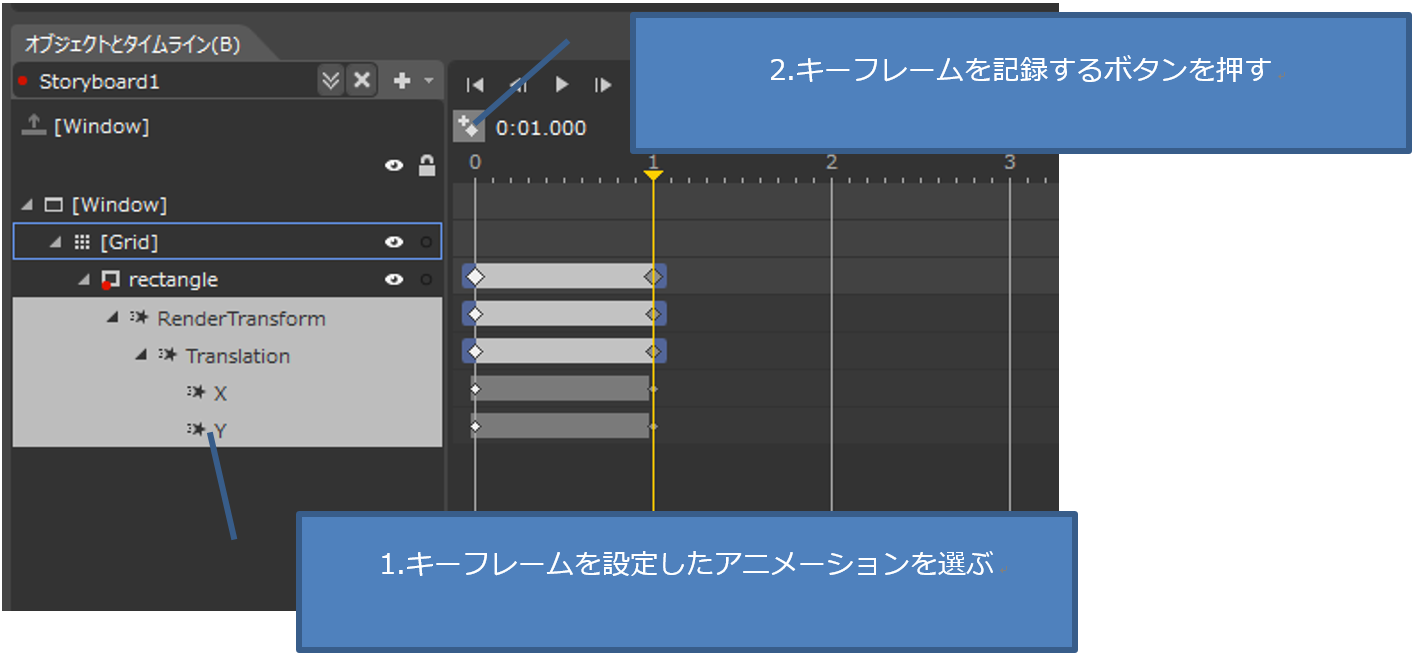 オブジェクトとタイムライン(B)
Storyboard1
[Window]
0:01.000
0 1 2 3
[Window]
[Grid]
rectangle
RenderTransform
Translation
X
Y
2.キーフレームを記録するボタンを押す
1.キーフレームを設定したアニメーションを選ぶ